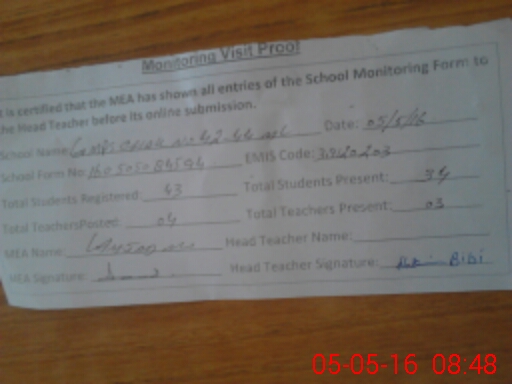 Monitoring Visit Proof
It is certified that the MEA has shown all entries of the School Monitoring Form to
the Head Teacher before its online submission.
School Name: Date: 05/5/16
School Form No: EMIS Code:
Total Students Registered: 43 Total Students Present: 34
Total TeachersPosted: 04 Total Teachers Present: 03
MEA Name: Head Teacher Name:
MEA Signature: Head Teacher Signature: Bibi
05-05-16 08:48